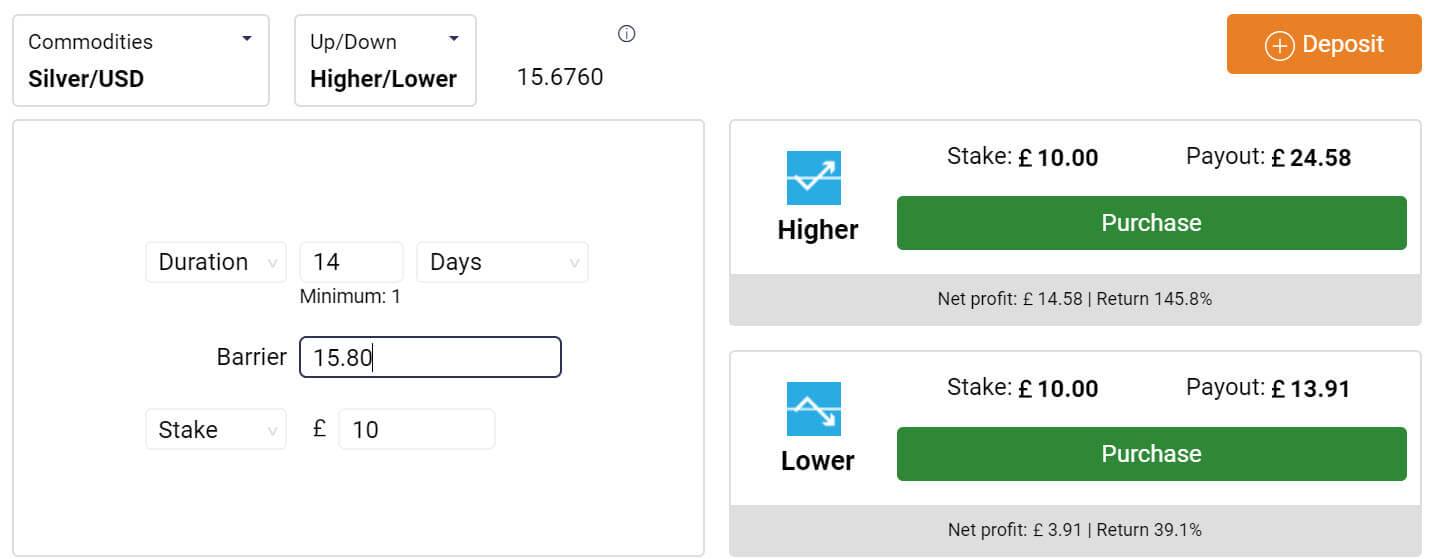 Commodities
Silver/USD
Up/Down
Higher/Lower
15.6760
Deposit
Duration 14 Days
Minimum: 1
Barrier 15.80
Stake £ 10
Stake: £ 10.00 Payout: £ 24.58
Higher
Purchase
Net profit: £ 14.58 | Return 145.8%
Stake: £ 10.00 Payout: £ 13.91
Lower
Purchase
Net profit: £ 3.91 | Return 39.1%